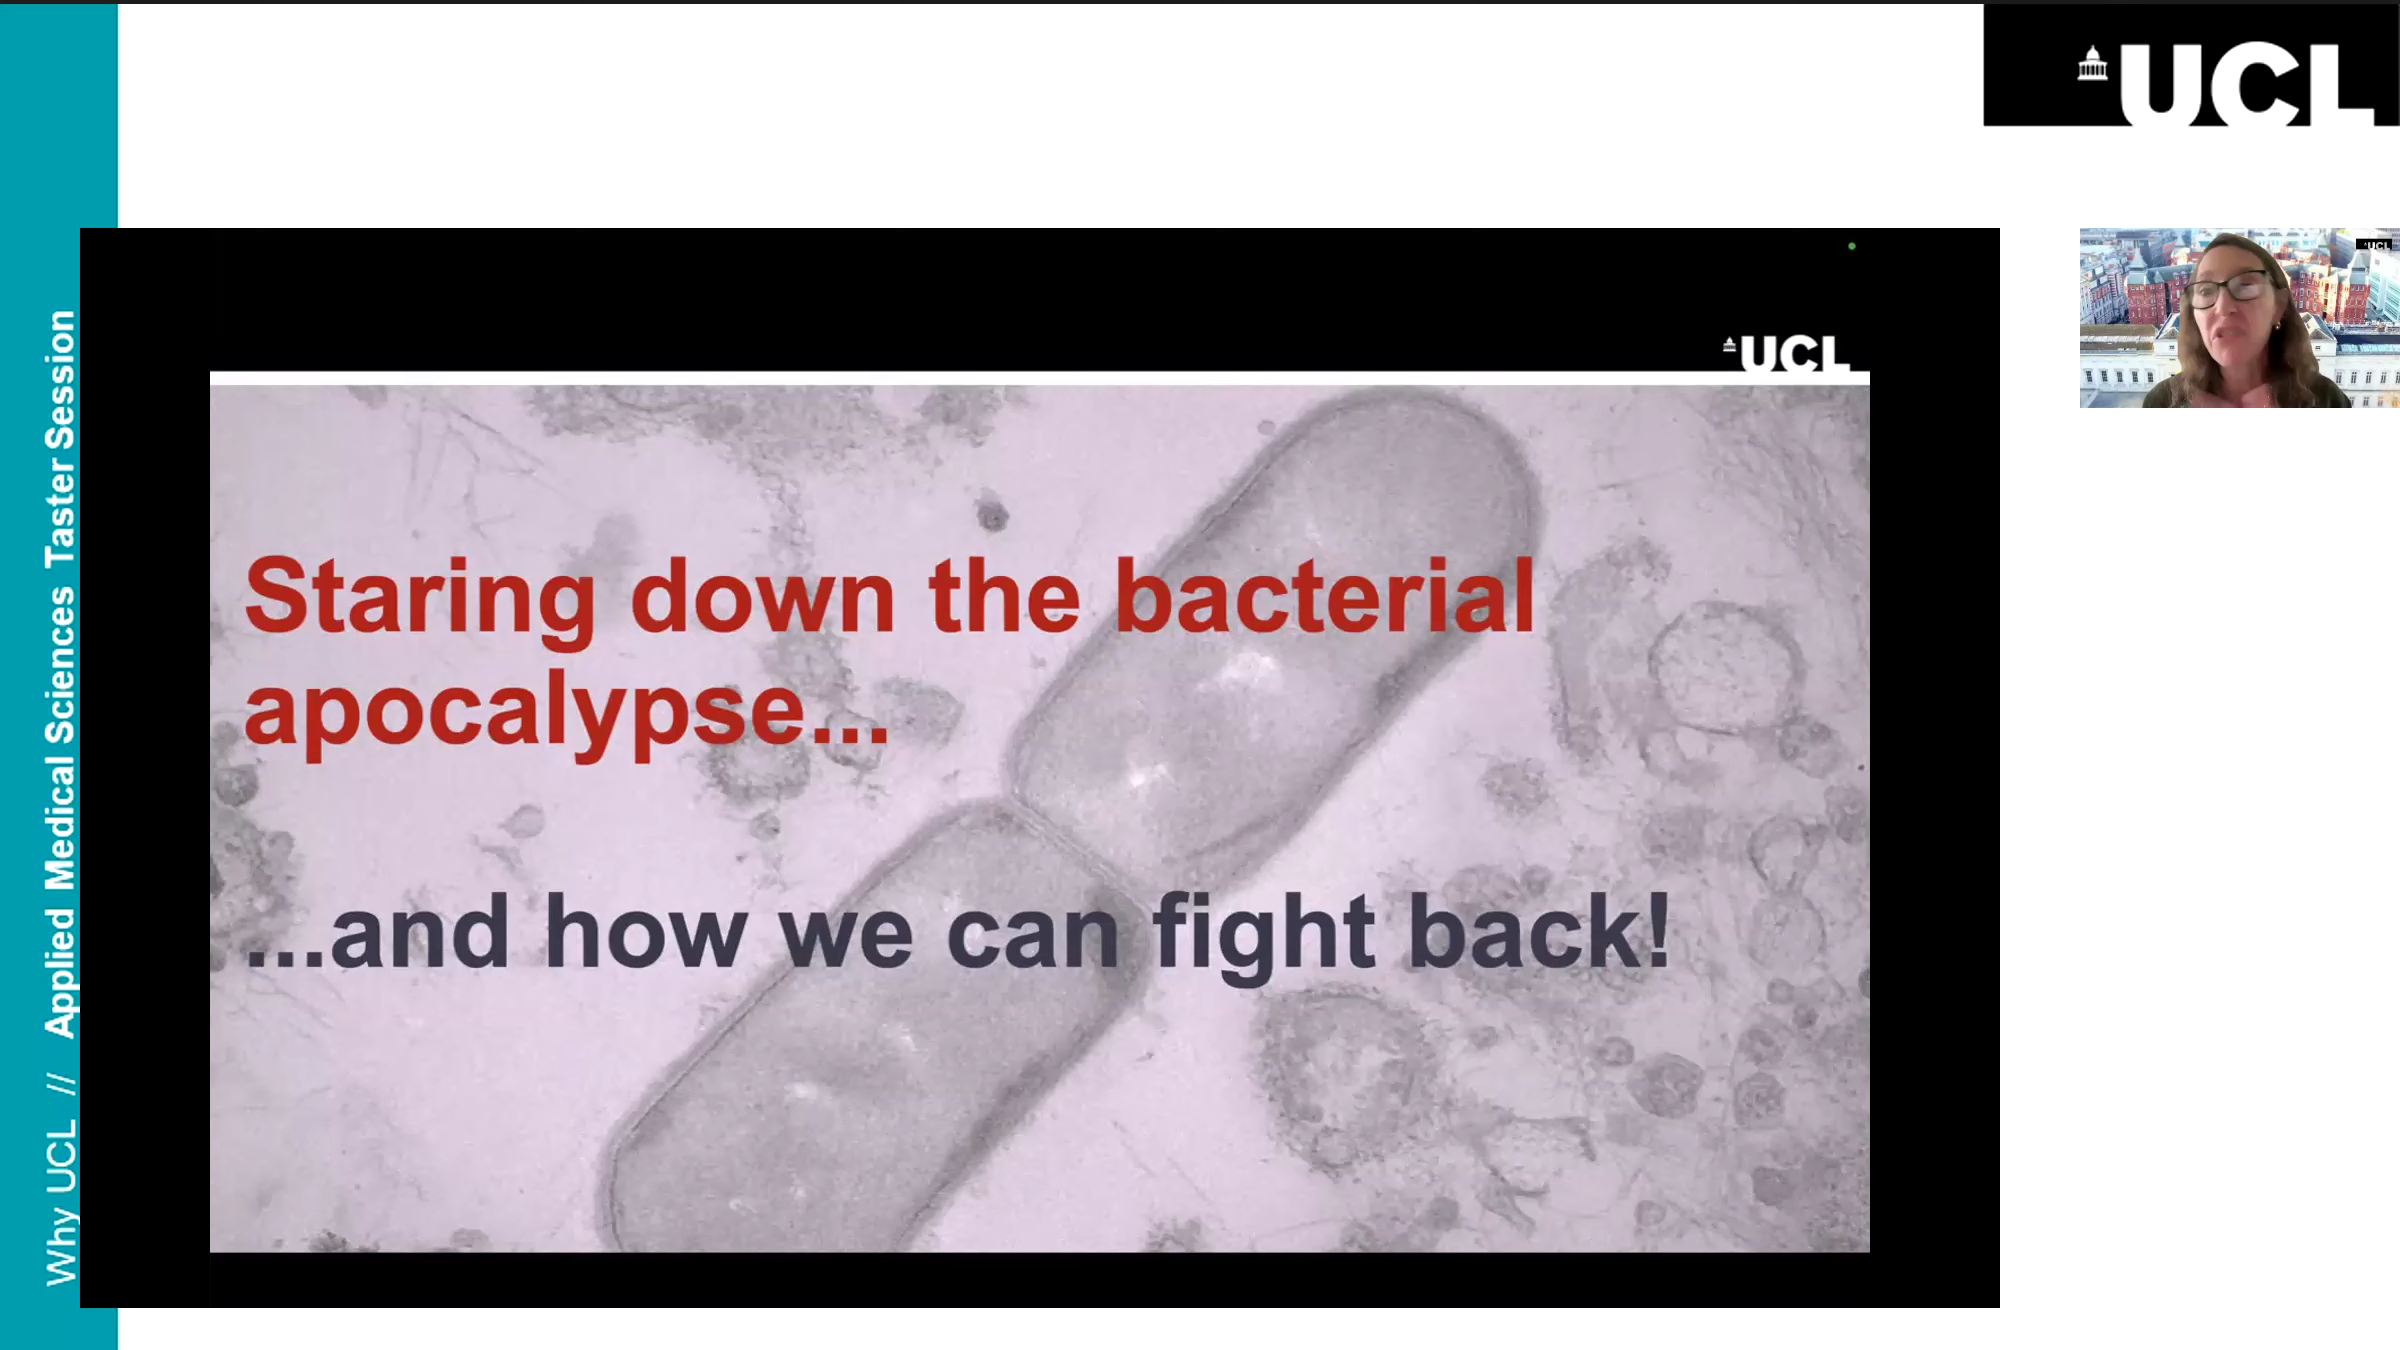 UCL
Why UCL // Applied Medical Sciences Taster Session
UCL
Staring down the bacterial
apocalypse...
...and how we can fight back!
UCL